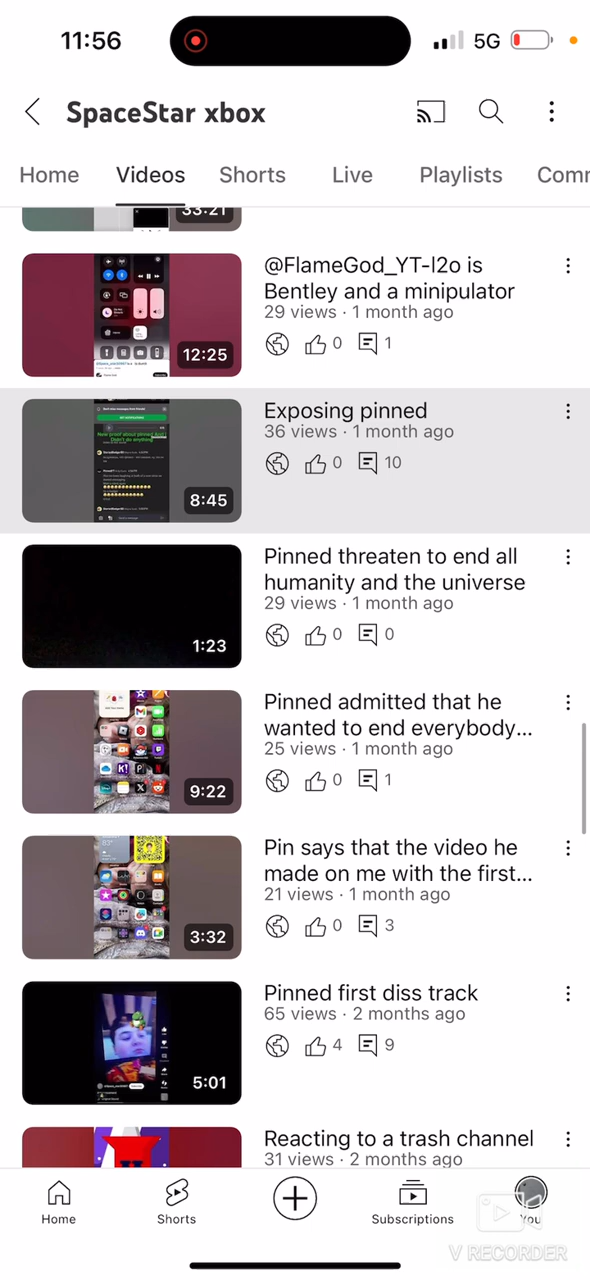 11:56
5G
SpaceStar xbox
Home Videos Shorts Live Playlists Comm
33:21
@FlameGod_YT-l2o is
Bentley and a minipulator
29 views · 1 month ago
0 1
12:25
Exposing pinned
36 views · 1 month ago
0 10
8:45
Pinned threaten to end all
humanity and the universe
29 views · 1 month ago
0 0
1:23
Pinned admitted that he
wanted to end everybody...
25 views · 1 month ago
0 1
9:22
Pin says that the video he
made on me with the first...
21 views · 1 month ago
0 3
3:32
Pinned first diss track
65 views · 2 months ago
4 9
5:01
Reacting to a trash channel
31 views · 2 months ago
Home Shorts Subscriptions You
V RECORDER